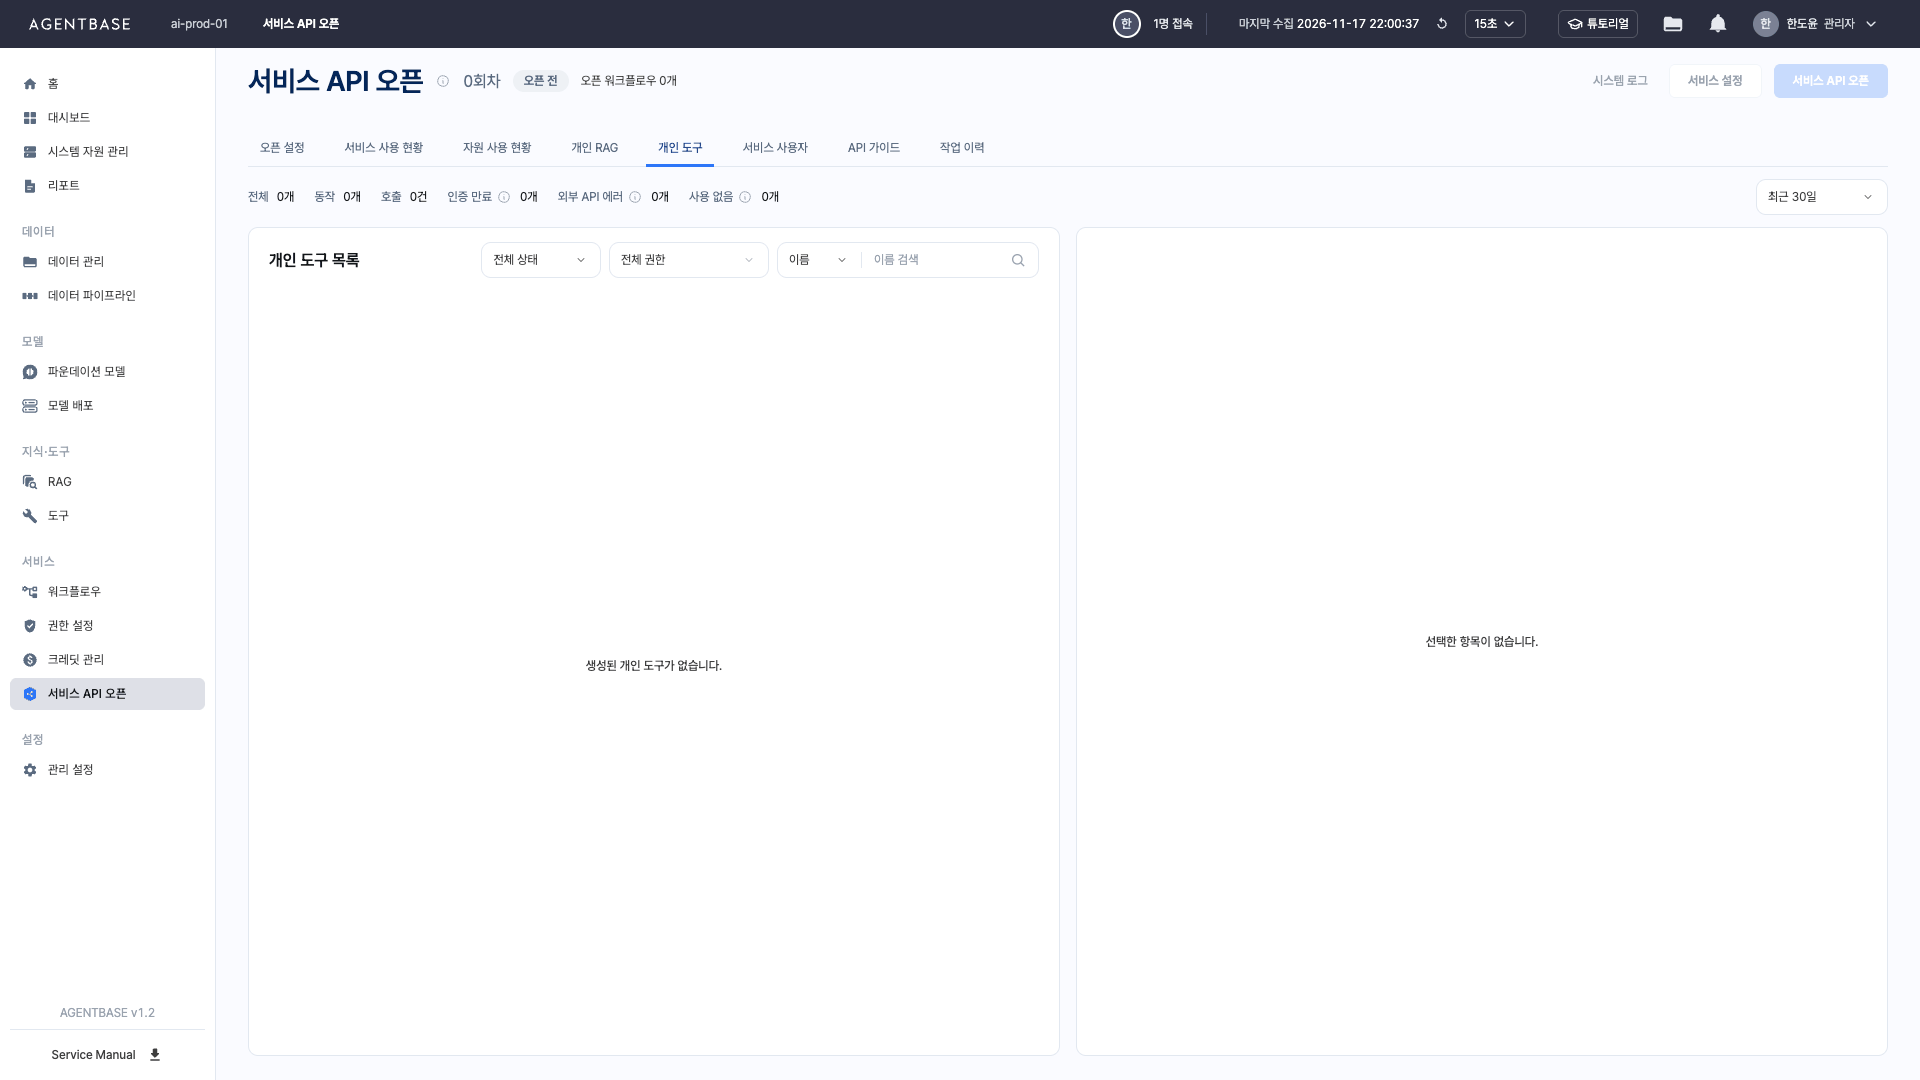 AGENTBASE ai-prod-01 서비스 API 오픈 한 1명 접속 마지막 수집 2026-11-17 22:00:37 15초 튜토리얼 한 한도윤 관리자
홈
대시보드
시스템 자원 관리
리포트
데이터
데이터 관리
데이터 파이프라인
모델
파운데이션 모델
모델 배포
지식·도구
RAG
도구
서비스
워크플로우
권한 설정
크레딧 관리
서비스 API 오픈
설정
관리 설정
AGENTBASE v1.2
Service Manual
서비스 API 오픈 0회차 오픈 전 오픈 워크플로우 0개 시스템 로그 서비스 설정 서비스 API 오픈
오픈 설정 서비스 사용 현황 자원 사용 현황 개인 RAG 개인 도구 서비스 사용자 API 가이드 작업 이력
전체 0개 동작 0개 호출 0건 인증 만료 0개 외부 API 에러 0개 사용 없음 0개 최근 30일
개인 도구 목록 전체 상태 전체 권한 이름 이름 검색
생성된 개인 도구가 없습니다.
선택한 항목이 없습니다.